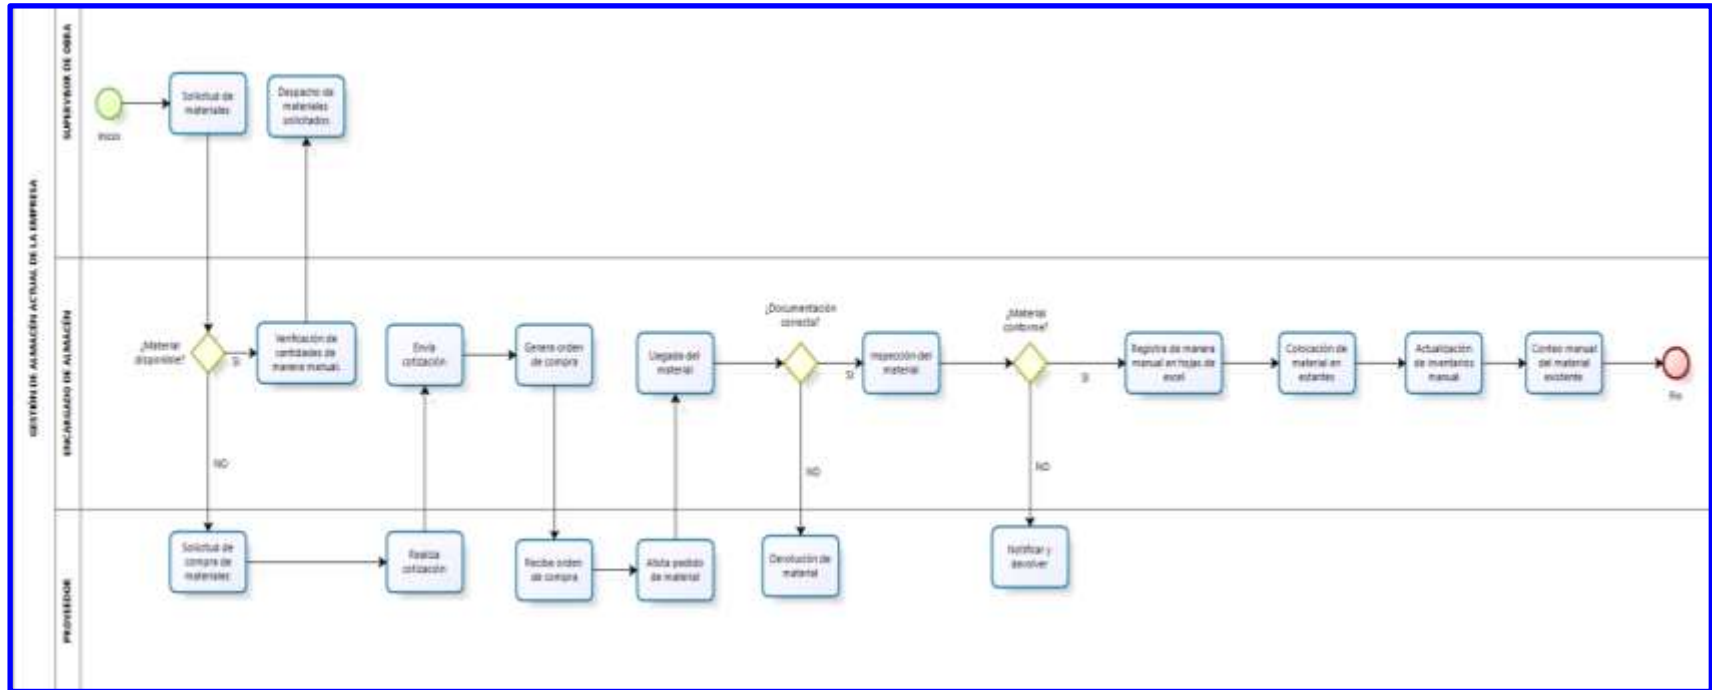 GESTIÓN DE ALMACÉN ACTUAL DE LA EMPRESA
SUPERVISOR DE OBRA
Inicio
Solicitud de
materiales
Despacho de
materiales
solicitados
ENCARGADO DE ALMACÉN
¿Material
disponible?
SI
NO
Verificación de
cantidades de
manera manual
Envía
cotización
Genera orden
de compra
Llegada del
material
¿Documentación
correcta?
SI
NO
Inspección del
material
¿Material
conforme?
SI
NO
Registra de manera
manual en hojas de
excel
Colocación de
material en
estantes
Actualización
de inventarios
manual
Conteo manual
del material
existente
Fin
PROVEEDOR
Solicitud de
compra de
materiales
Realiza
cotización
Recibe orden
de compra
Alista pedido
de material
Devolución de
material
Notificar y
devolver